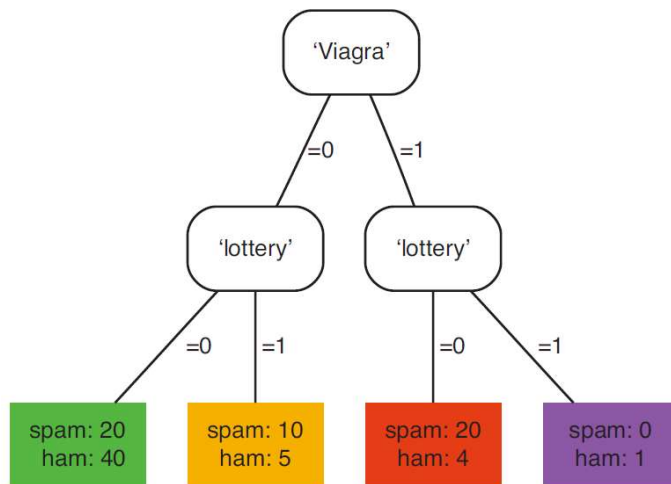 ‘Viagra’
=0
=1
‘lottery’
‘lottery’
=0
=1
=0
=1
spam: 20
ham: 40
spam: 10
ham: 5
spam: 20
ham: 4
spam: 0
ham: 1